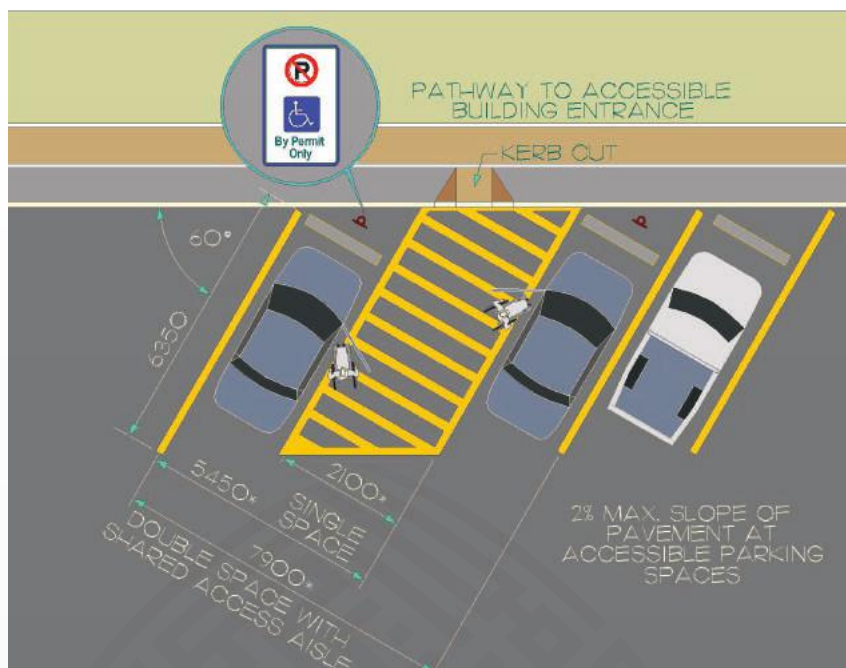 P
By Permit
Only
PATHWAY TO ACCESSIBLE
BUILDING ENTRANCE
KERB CUT
60°
6350
5450*
2100*
SINGLE
SPACE
7900*
DOUBLE SPACE WITH
SHARED ACCESS AISLE
2% MAX. SLOPE OF
PAVEMENT AT
ACCESSIBLE PARKING
SPACES